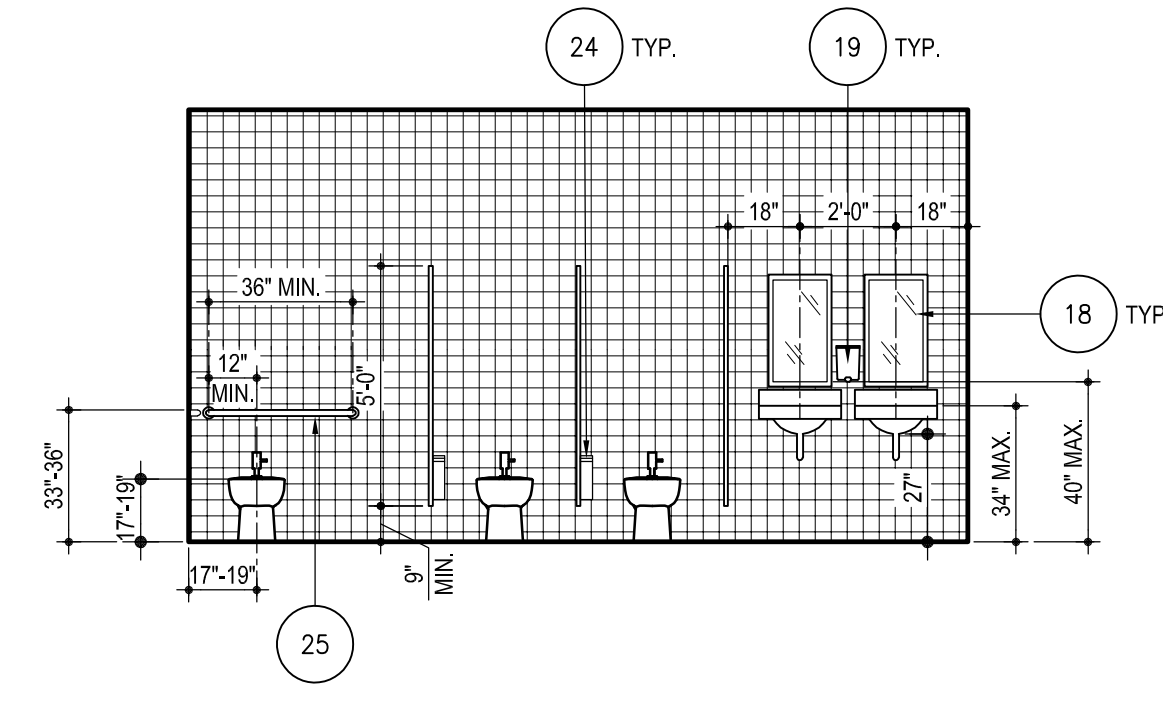 24 TYP.
19 TYP.
18" 2'-0" 18"
36" MIN.
18 TYP
12"
MIN.
5'-0"
33"-36"
17"-19"
27"
34" MAX.
40" MAX.
17"-19"
9"
MIN.
25